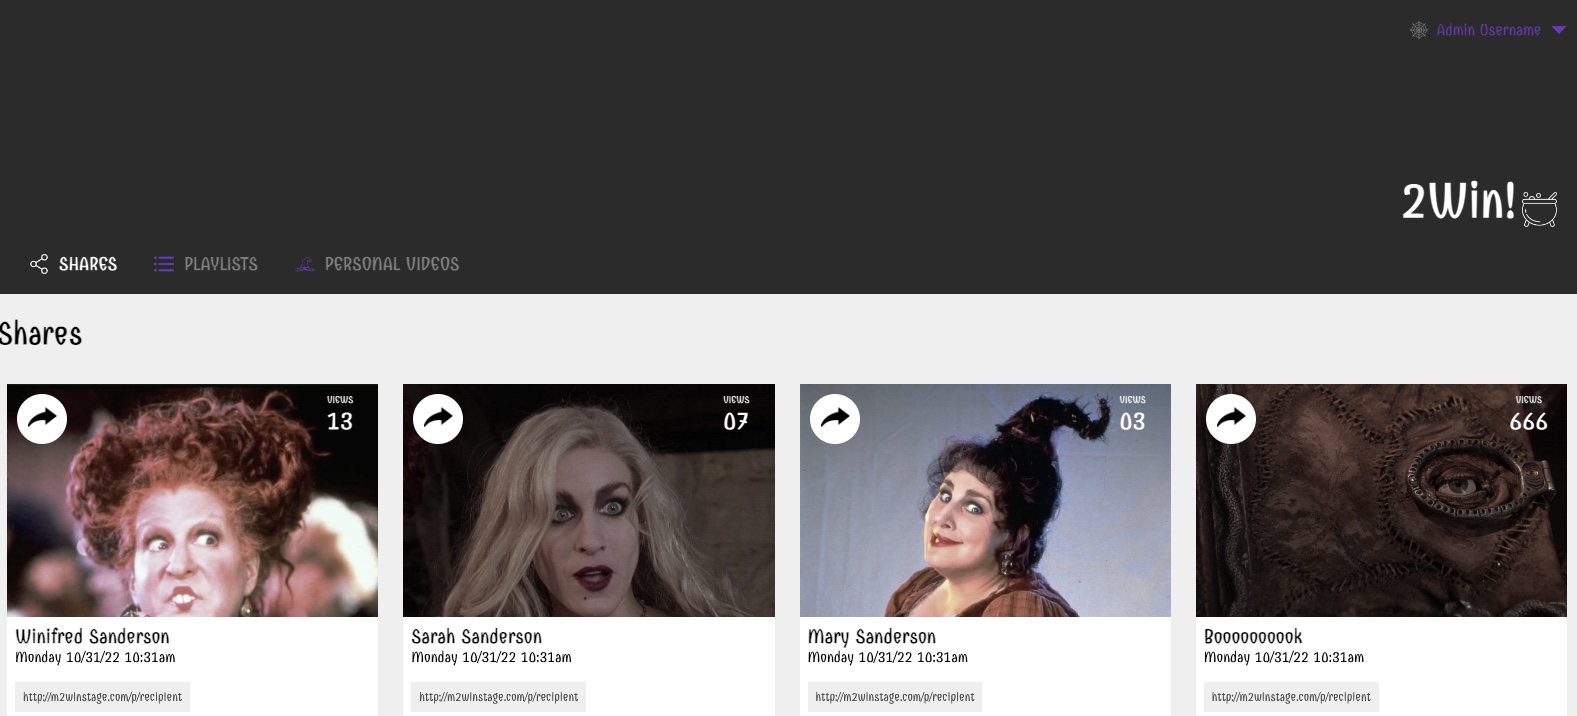 Admin Username
2Win!
SHARES
PLAYLISTS
PERSONAL VIDEOS
Shares
VIEWS
13
VIEWS
07
VIEWS
03
VIEWS
666
Winifred Sanderson
Monday 10/31/22 10:31am
http://m2winstage.com/p/recipient
Sarah Sanderson
Monday 10/31/22 10:31am
http://m2winstage.com/p/recipient
Mary Sanderson
Monday 10/31/22 10:31am
http://m2winstage.com/p/recipient
Boooooooook
Monday 10/31/22 10:31am
http://m2winstage.com/p/recipient